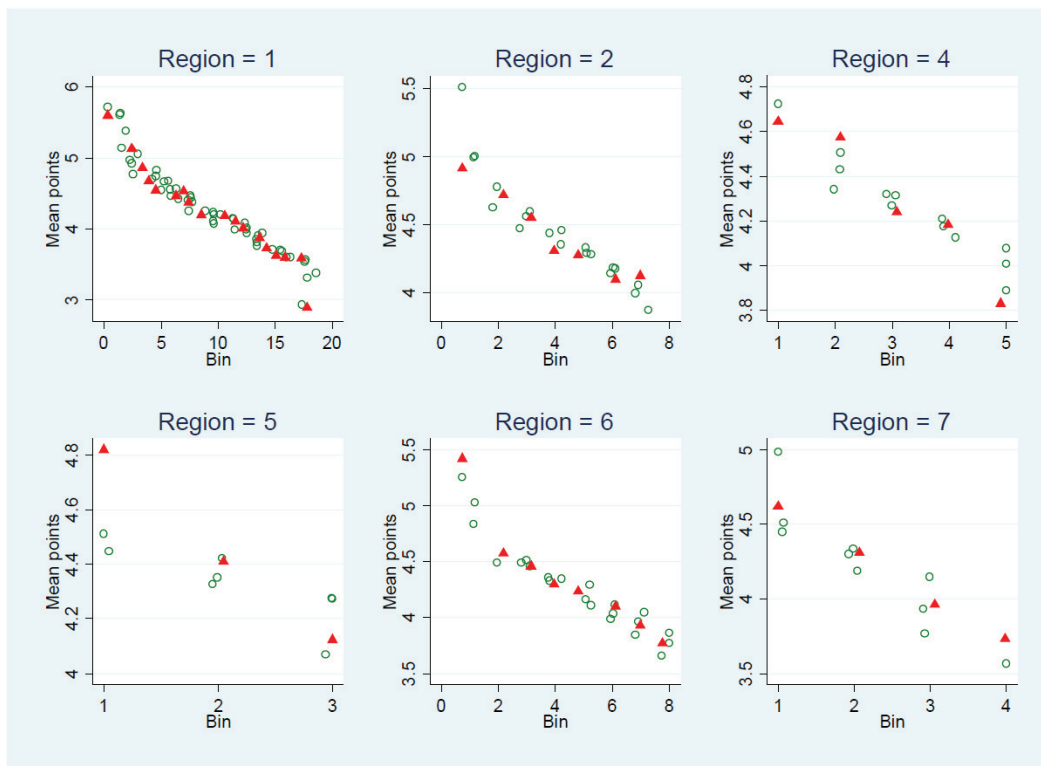 Region = 1
Mean points
6
5
4
3
0 5 10 15 20
Bin
Region = 2
Mean points
5.5
5
4.5
4
0 2 4 6 8
Bin
Region = 4
Mean points
4.8
4.6
4.4
4.2
4
3.8
1 2 3 4 5
Bin
Region = 5
Mean points
4.8
4.6
4.4
4.2
4
1 2 3
Bin
Region = 6
Mean points
5.5
5
4.5
4
3.5
0 2 4 6 8
Bin
Region = 7
Mean points
5
4.5
4
3.5
1 2 3 4
Bin